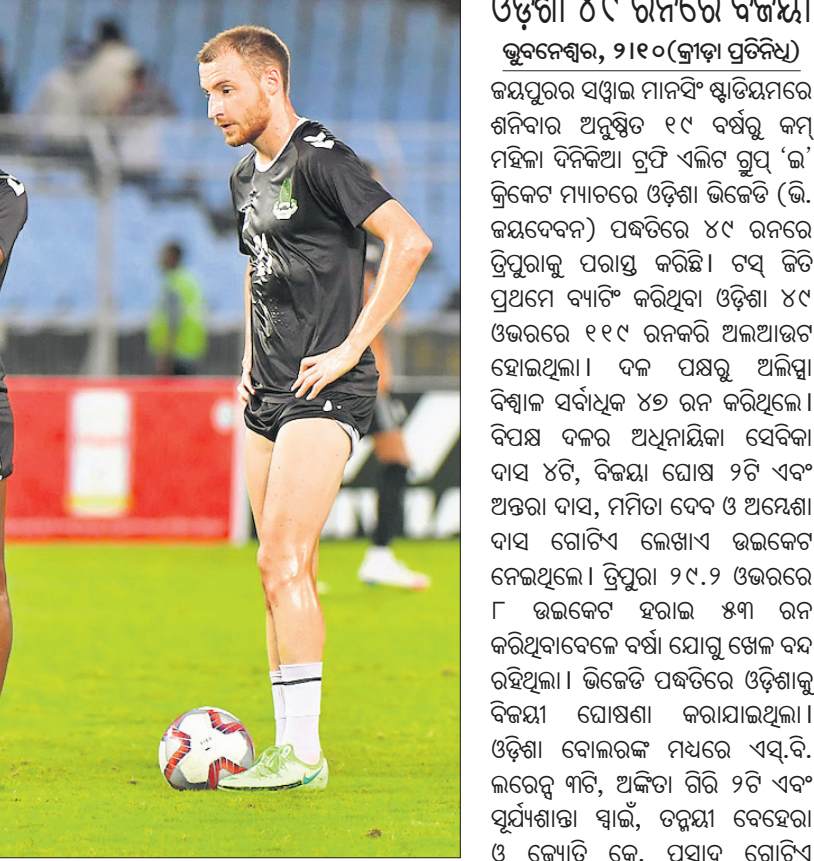 ଓଡ଼ିଶା ୪୯ ରନରେ ବିଜୟୀ
ଭୁବନେଶ୍ୱର, ୨।୧୦(କ୍ରୀଡ଼ା ପ୍ରତିନିଧି)
ଜୟପୁରର ସୱାଇ ମାନସିଂ ଷ୍ଟାଡିୟମରେ
ଶନିବାର ଅନୁଷ୍ଠିତ ୧୯ ବର୍ଷରୁ କମ୍
ମହିଳା ଦିନିକିଆ ଟ୍ରଫି ଏଲିଟ ଗ୍ରୁପ୍ ‘ଇ’
କ୍ରିକେଟ ମ୍ୟାଚରେ ଓଡ଼ିଶା ଭିଜେଡି (ଭି.
ଜୟଦେବନ) ପଦ୍ଧତିରେ ୪୯ ରନରେ
ତ୍ରିପୁରାକୁ ପରାସ୍ତ କରିଛି। ଟସ୍ ଜିତି
ପ୍ରଥମେ ବ୍ୟାଟିଂ କରିଥିବା ଓଡ଼ିଶା ୪୯
ଓଭରରେ ୧୧୯ ରନକରି ଅଲଆଉଟ
ହୋଇଥିଲା। ଦଳ ପକ୍ଷରୁ ଅଲିପ୍ସା
ବିଶ୍ୱାଳ ସର୍ବାଧିକ ୪୭ ରନ କରିଥିଲେ।
ବିପକ୍ଷ ଦଳର ଅଧିନାୟିକା ସେବିକା
ଦାସ ୪ଟି, ବିଜୟା ଘୋଷ ୨ଟି ଏବଂ
ଅନ୍ତରା ଦାସ, ମମିତା ଦେବ ଓ ଅମ୍ବେଶା
ଦାସ ଗୋଟିଏ ଲେଖାଏ ଉଇକେଟ
ନେଇଥିଲେ। ତ୍ରିପୁରା ୨୯.୨ ଓଭରରେ
୮ ଉଇକେଟ ହରାଇ ୫୩ ରନ
କରିଥିବାବେଳେ ବର୍ଷା ଯୋଗୁ ଖେଳ ବନ୍ଦ
ରହିଥିଲା। ଭିଜେଡି ପଦ୍ଧତିରେ ଓଡ଼ିଶାକୁ
ବିଜୟୀ ଘୋଷଣା କରାଯାଇଥିଲା।
ଓଡ଼ିଶା ବୋଲରଙ୍କ ମଧ୍ୟରେ ଏସ୍.ବି.
ଲରେନ୍ସ ୩ଟି, ଅଙ୍କିତା ଗିରି ୨ଟି ଏବଂ
ସୂର୍ଯ୍ୟଶାନ୍ତା ସ୍ୱାଇଁ, ତନ୍ମୟୀ ବେହେରା
ଓ ଜ୍ୟୋତି କେ. ପ୍ରସାଦ ଗୋଟିଏ